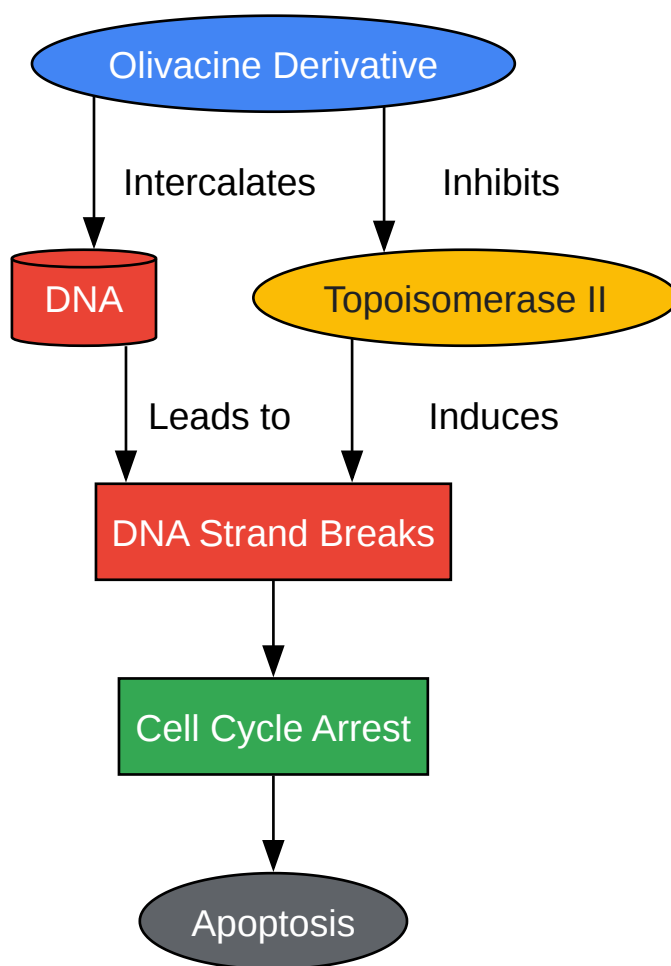 Olivacine Derivative
Intercalates
Inhibits
DNA
Topoisomerase II
Leads to
Induces
DNA Strand Breaks
Cell Cycle Arrest
Apoptosis